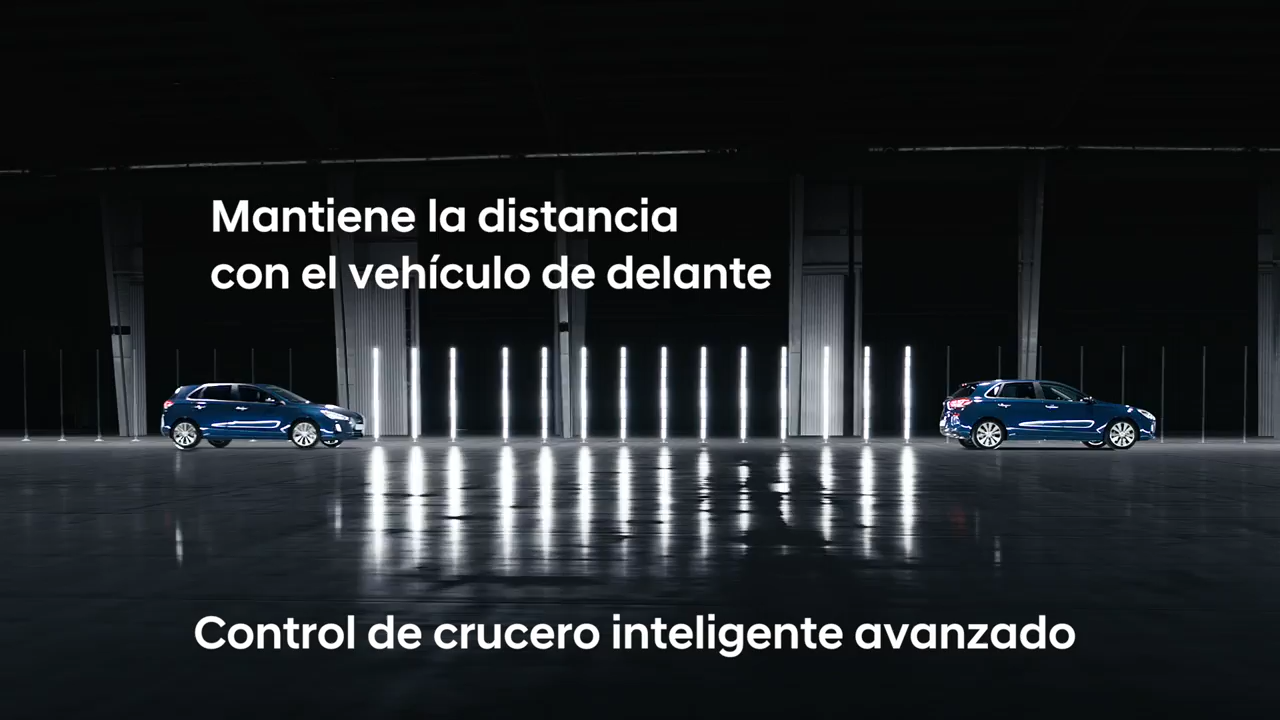 Mantiene la distancia
con el vehículo de delante
Control de crucero inteligente avanzado